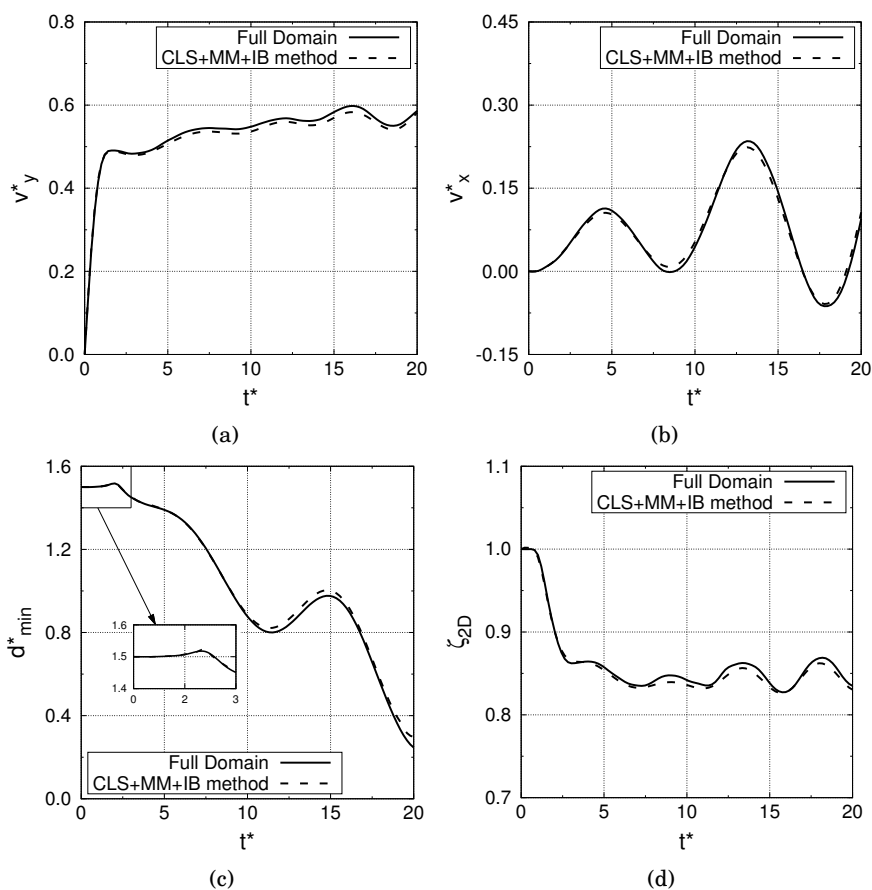 0.8
0.6
0.4
0.2
0.0
v*y
0 5 10 15 20
t*
Full Domain
CLS+MM+IB method
(a)
0.45
0.30
0.15
0.00
-0.15
v*x
0 5 10 15 20
t*
Full Domain
CLS+MM+IB method
(b)
1.6
1.2
0.8
0.4
0.0
d*min
1.6
1.5
1.4
0 2 3
Full Domain
CLS+MM+IB method
0 5 10 15 20
t*
(c)
1.1
1.0
0.9
0.8
0.7
ζ2D
Full Domain
CLS+MM+IB method
0 5 10 15 20
t*
(d)